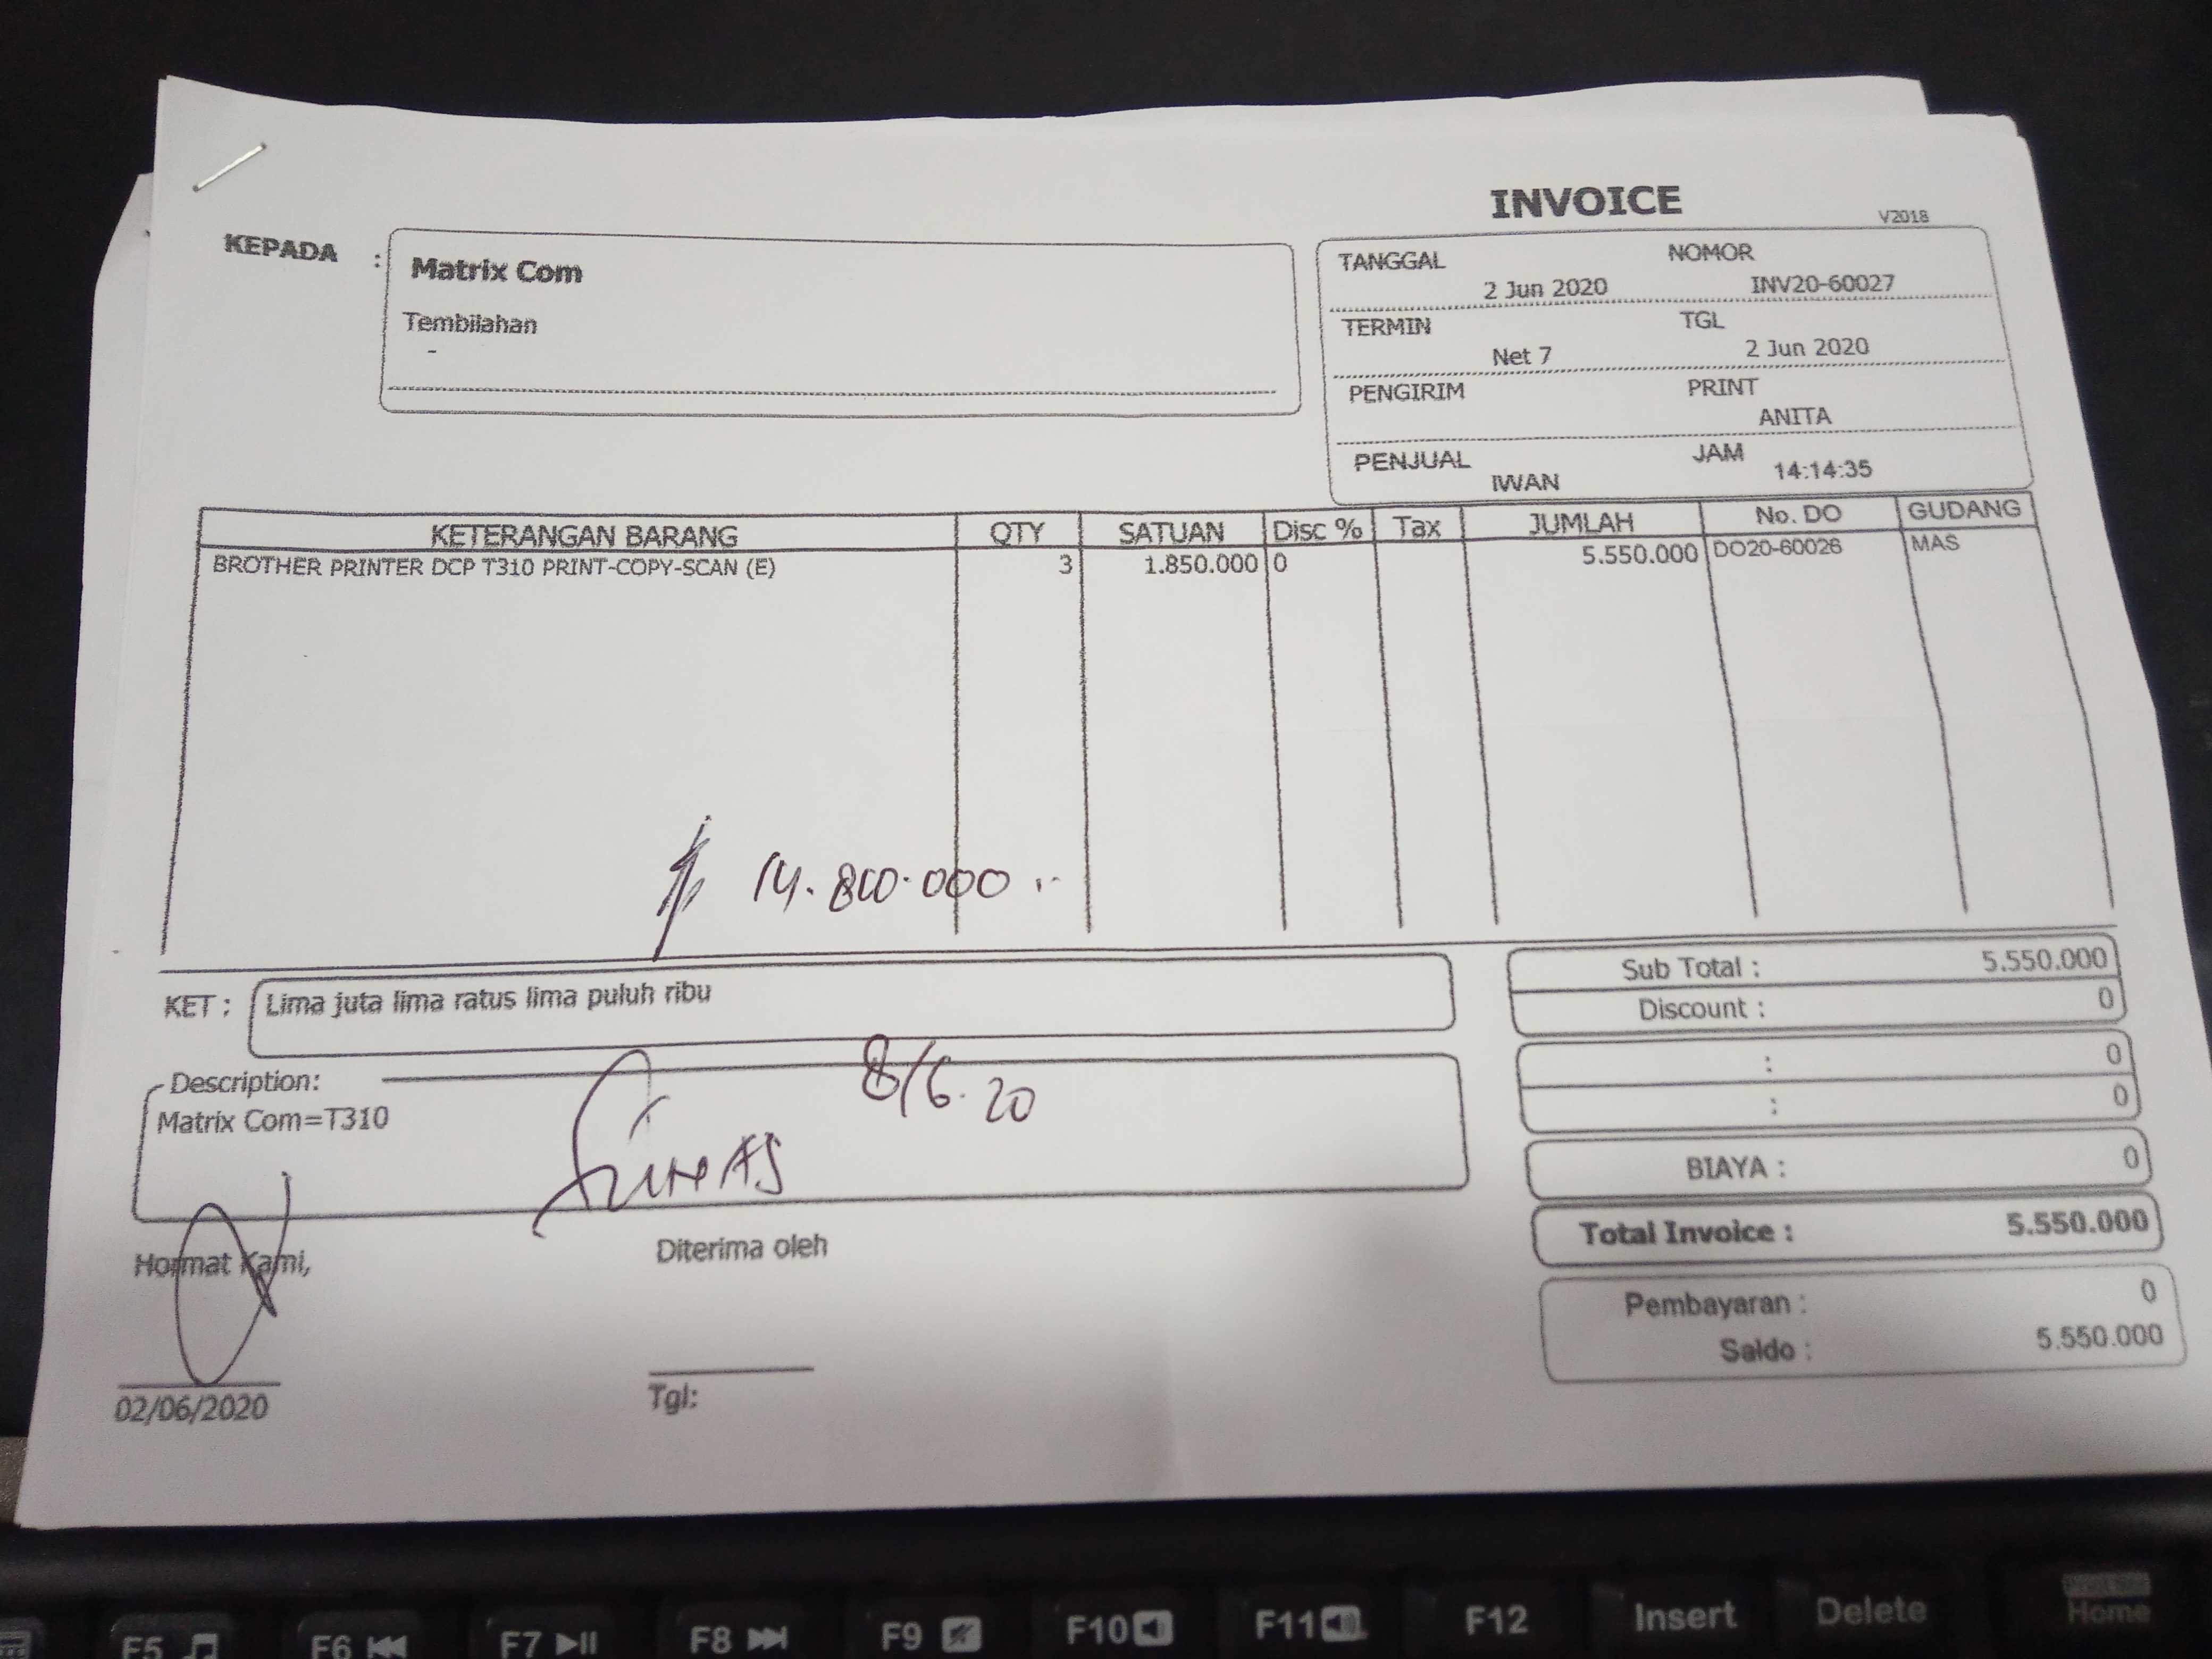 INVOICE
V2018
KEPADA : Matrix Com
Tembilahan
-
TANGGAL NOMOR
2 Jun 2020 INV20-60027
TERMIN TGL
Net 7 2 Jun 2020
PENGIRIM PRINT
ANITA
PENJUAL JAM
IWAN 14:14:35
KETERANGAN BARANG QTY SATUAN Disc % Tax JUMLAH No. DO GUDANG
BROTHER PRINTER DCP T310 PRINT-COPY-SCAN (E) 3 1.850.000 0 5.550.000 DO20-60026 MAS
14.800.000
KET : Lima juta lima ratus lima puluh ribu
Sub Total : 5.550.000
Discount : 0
: 0
: 0
BIAYA : 0
Total Invoice : 5.550.000
Pembayaran : 0
Saldo : 5.550.000
Description:
Matrix Com=T310
8/6.20
LUNAS
Hormat Kami,
Diterima oleh
02/06/2020
Tgl:
F5 F6 F7 F8 F9 F10 F11 F12 Insert Delete Home